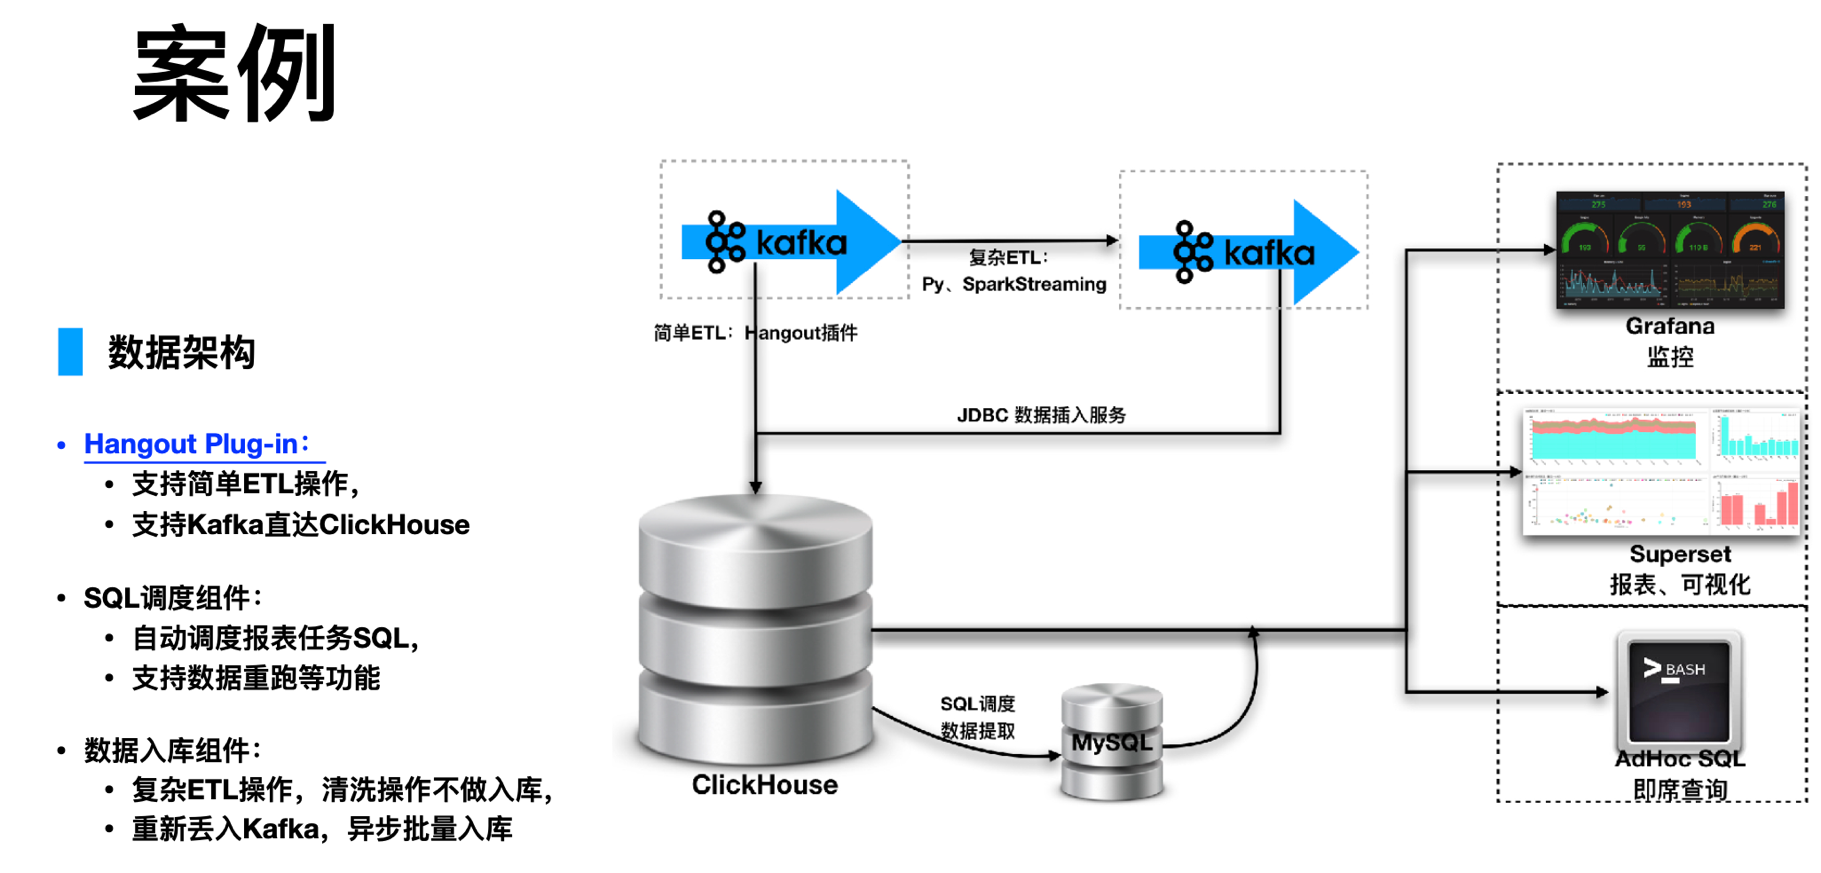 案例
数据架构
• Hangout Plug-in：
• 支持简单ETL操作，
• 支持Kafka直达ClickHouse
• SQL调度组件：
• 自动调度报表任务SQL，
• 支持数据重跑等功能
• 数据入库组件：
• 复杂ETL操作，清洗操作不做入库，
• 重新丢入Kafka，异步批量入库
kafka
复杂ETL：
Py、SparkStreaming
kafka
简单ETL：Hangout插件
JDBC 数据插入服务
ClickHouse
SQL调度
数据提取
MySQL
275
193
276
193
55
221
Grafana
监控
Superset
报表、可视化
BASH
AdHoc SQL
即席查询